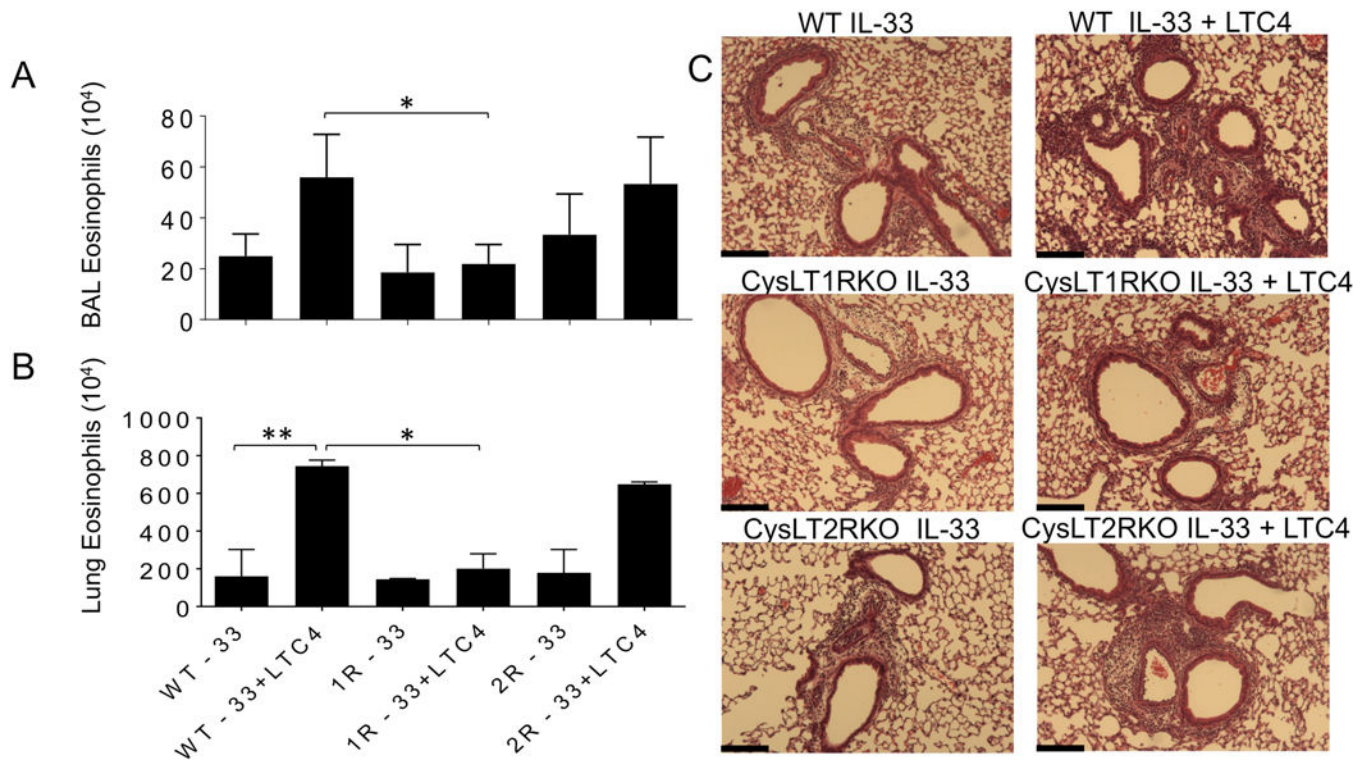 A
BAL Eosinophils (10⁴)
80
60
40
20
0
*
B
Lung Eosinophils (10⁴)
1000
800
600
400
200
0
**
*
WT - 33
WT - 33+LTC4
1R - 33
1R - 33+LTC4
2R - 33
2R - 33+LTC4
C
WT IL-33
WT IL-33 + LTC4
CysLT1RKO IL-33
CysLT1RKO IL-33 + LTC4
CysLT2RKO IL-33
CysLT2RKO IL-33 + LTC4